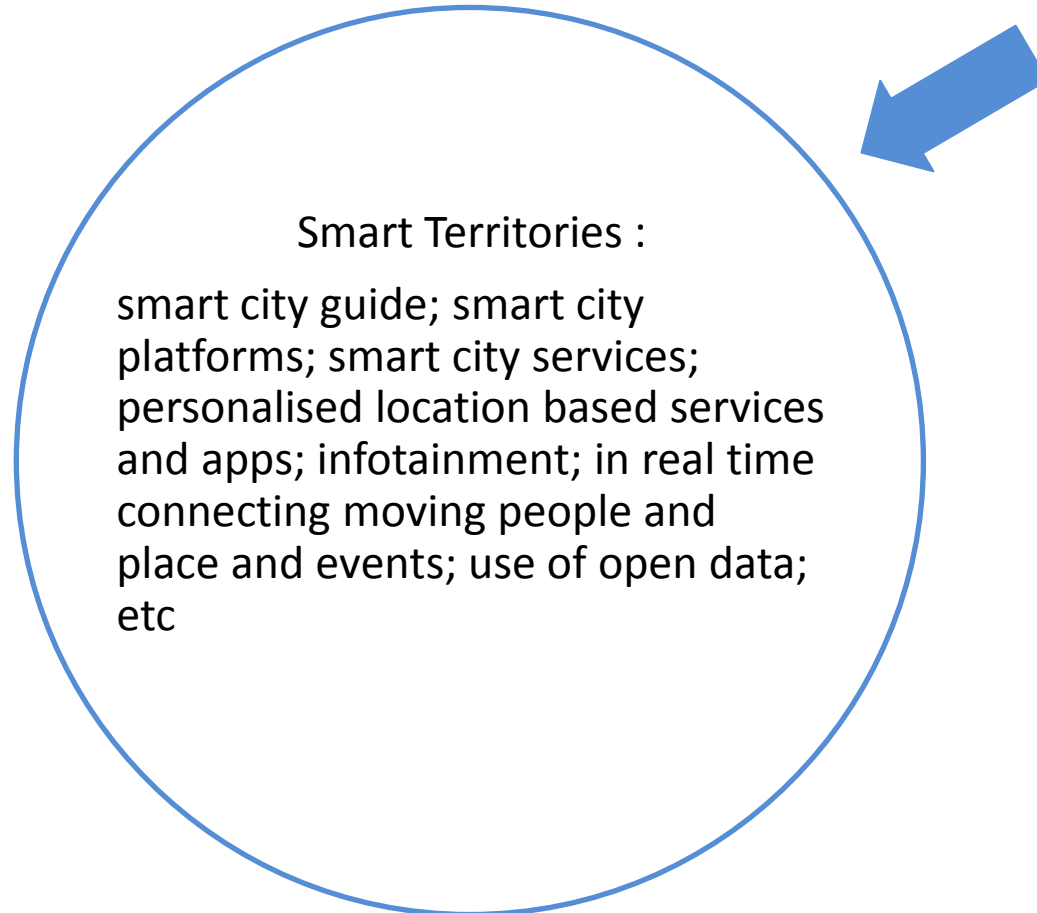 Smart Territories :
smart city guide; smart city
platforms; smart city services;
personalised location based services
and apps; infotainment; in real time
connecting moving people and
place and events; use of open data;
etc